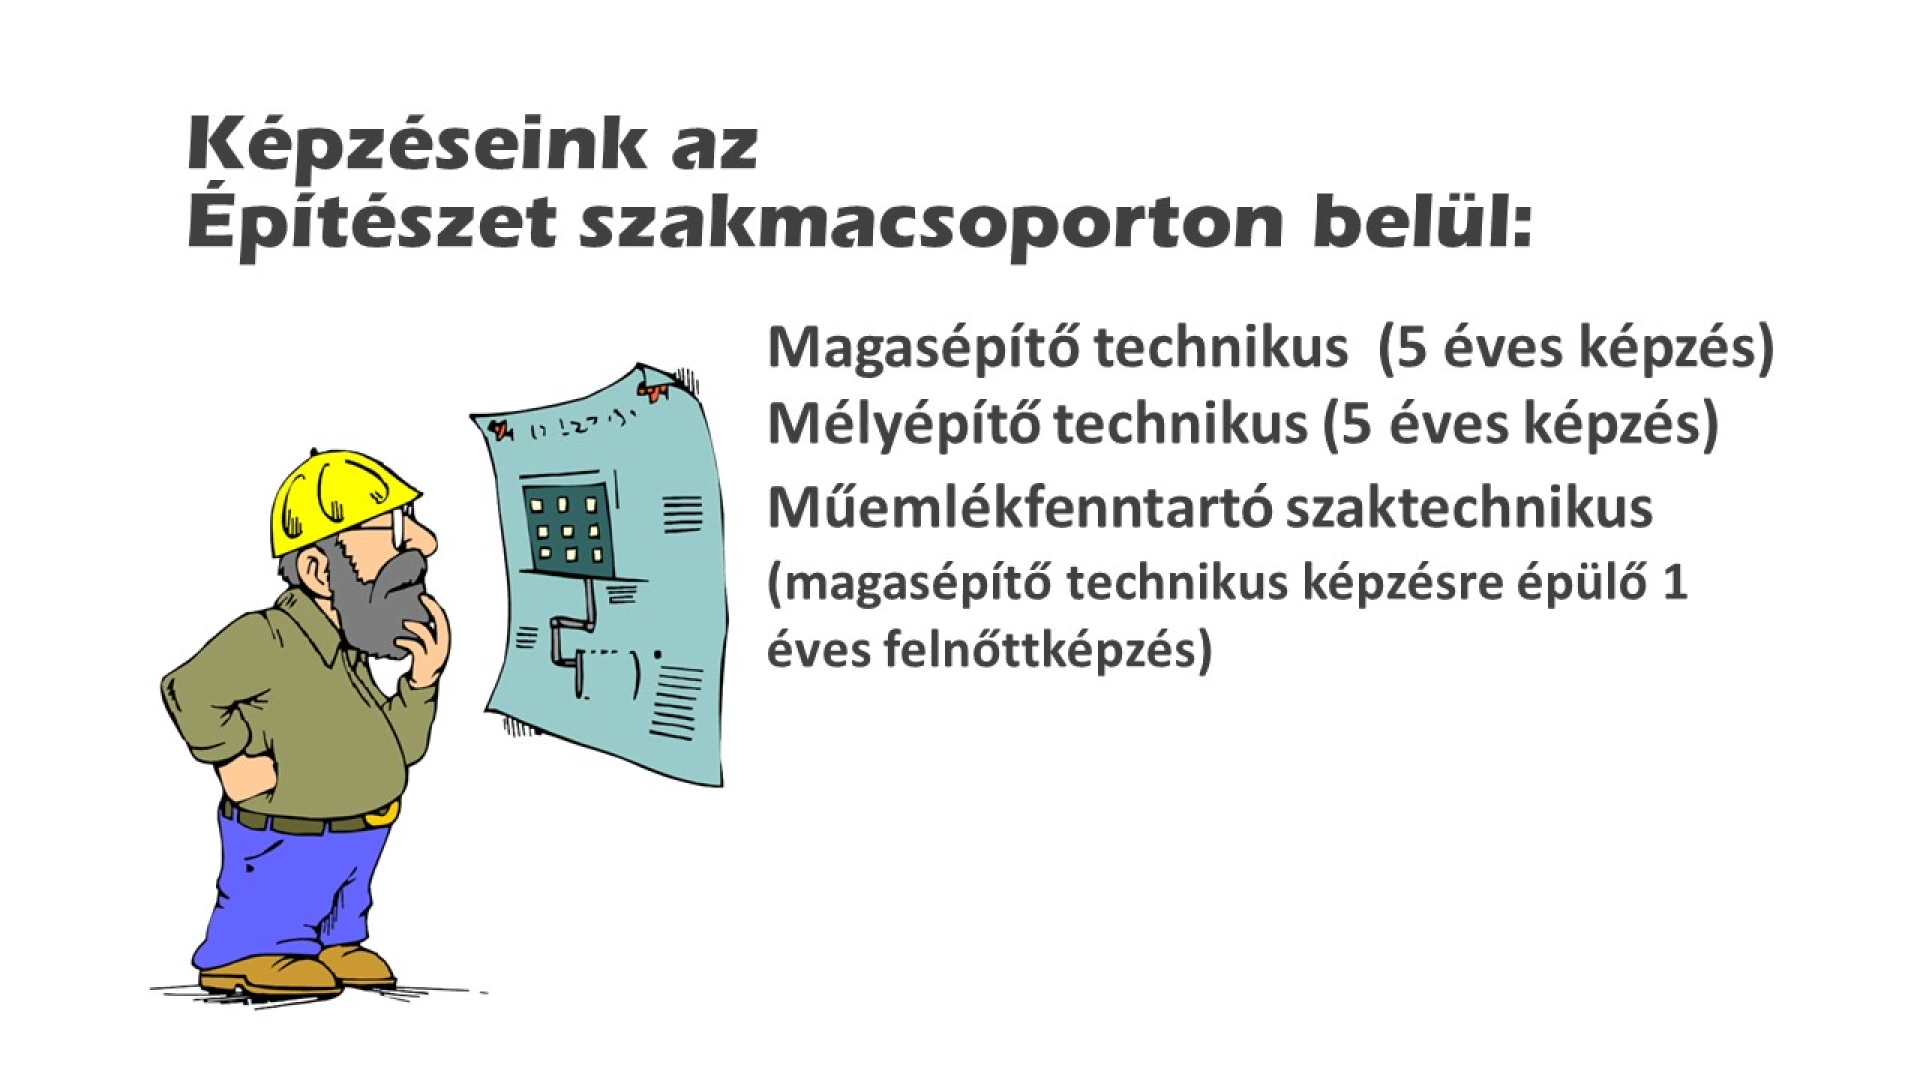 Képzéseink az
Építészet szakmacsoporton belül:
Magasépítő technikus  (5 éves képzés)
Mélyépítő technikus (5 éves képzés)
Műemlékfenntartó szaktechnikus
(magasépítő technikus képzésre épülő 1
éves felnőttképzés)